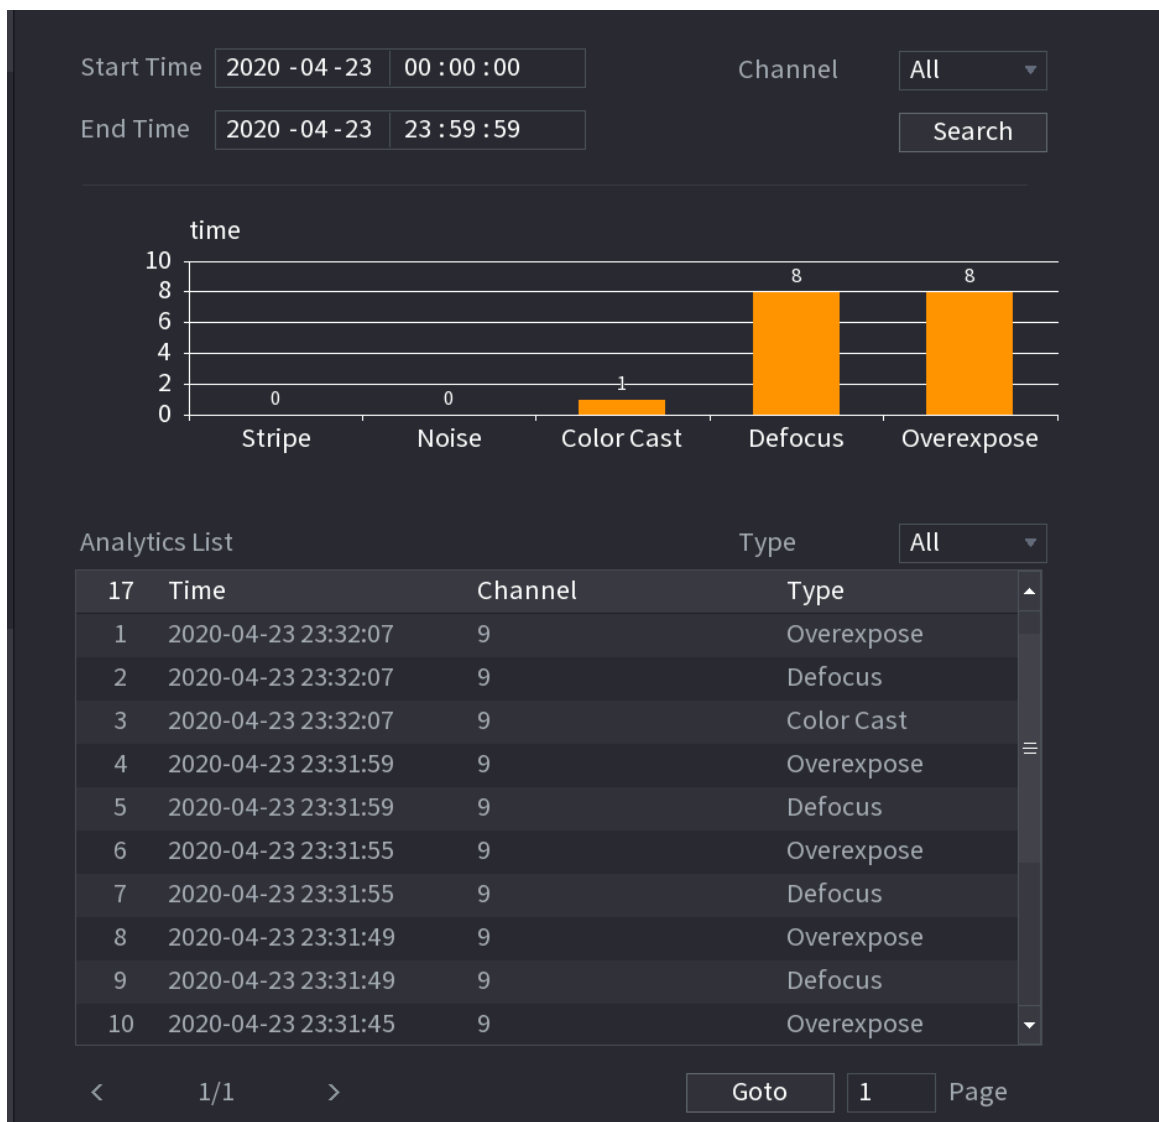 Start Time 2020 -04 -23 00 : 00 : 00 Channel All
End Time 2020 -04 -23 23 : 59 : 59 Search
time
10
8
6
4
2
0
8 8
1
0 0
Stripe Noise Color Cast Defocus Overexpose
Analytics List Type All
17 Time Channel Type
1 2020-04-23 23:32:07 9 Overexpose
2 2020-04-23 23:32:07 9 Defocus
3 2020-04-23 23:32:07 9 Color Cast
4 2020-04-23 23:31:59 9 Overexpose
5 2020-04-23 23:31:59 9 Defocus
6 2020-04-23 23:31:55 9 Overexpose
7 2020-04-23 23:31:55 9 Defocus
8 2020-04-23 23:31:49 9 Overexpose
9 2020-04-23 23:31:49 9 Defocus
10 2020-04-23 23:31:45 9 Overexpose
< 1/1 > Goto 1 Page